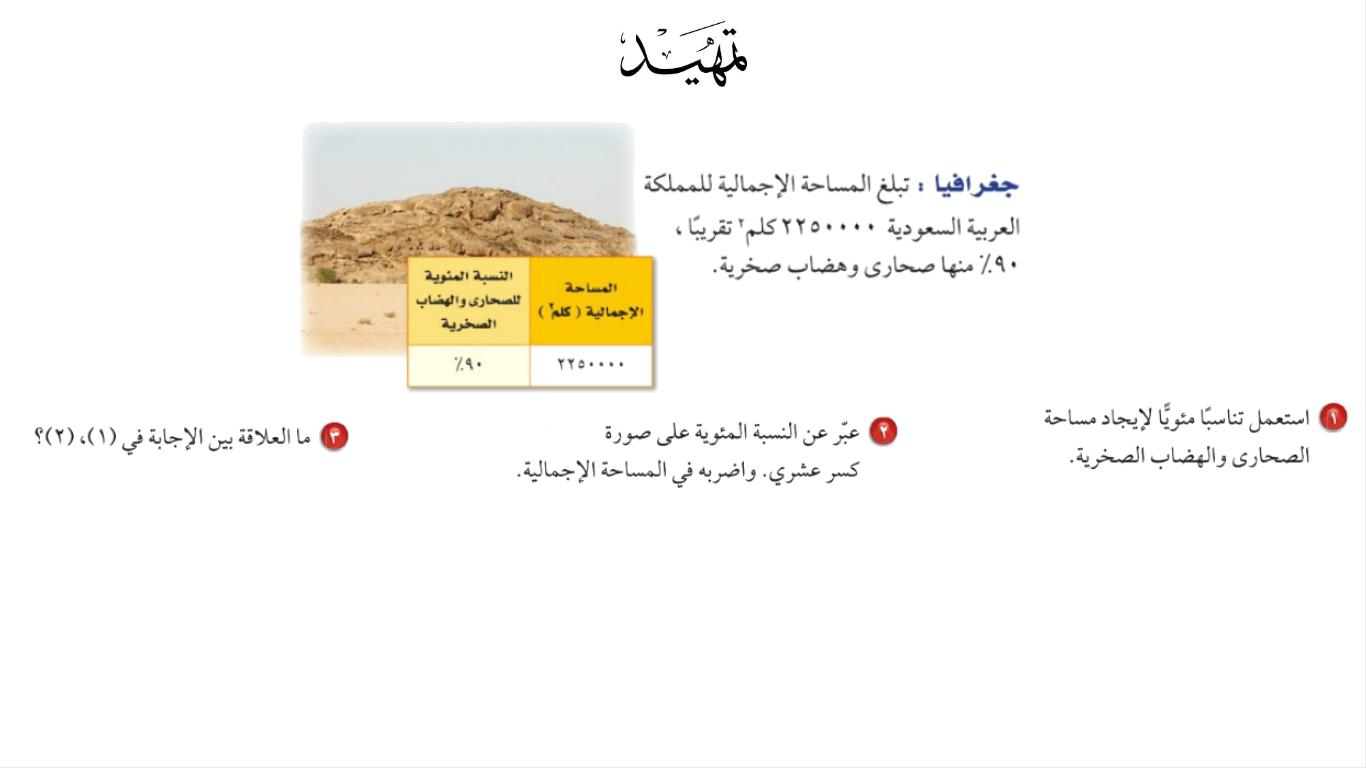 تمهيد
جغرافيا : تبلغ المساحة الإجمالية للمملكة
العربية السعودية ٢٢٥٠٠٠٠ كلم٢ تقريبًا ،
٩٠٪ منها صحارى وهضاب صخرية.
المساحة
الإجمالية ( كلم٢ )
النسبة المئوية
للصحارى والهضاب
الصخرية
٢٢٥٠٠٠٠
٩٠٪
١ استعمل تناسبًا مئويًّا لإيجاد مساحة
الصحارى والهضاب الصخرية.
٢ عبّر عن النسبة المئوية على صورة
كسر عشري. واضربه في المساحة الإجمالية.
٣ ما العلاقة بين الإجابة في (١)، (٢)؟